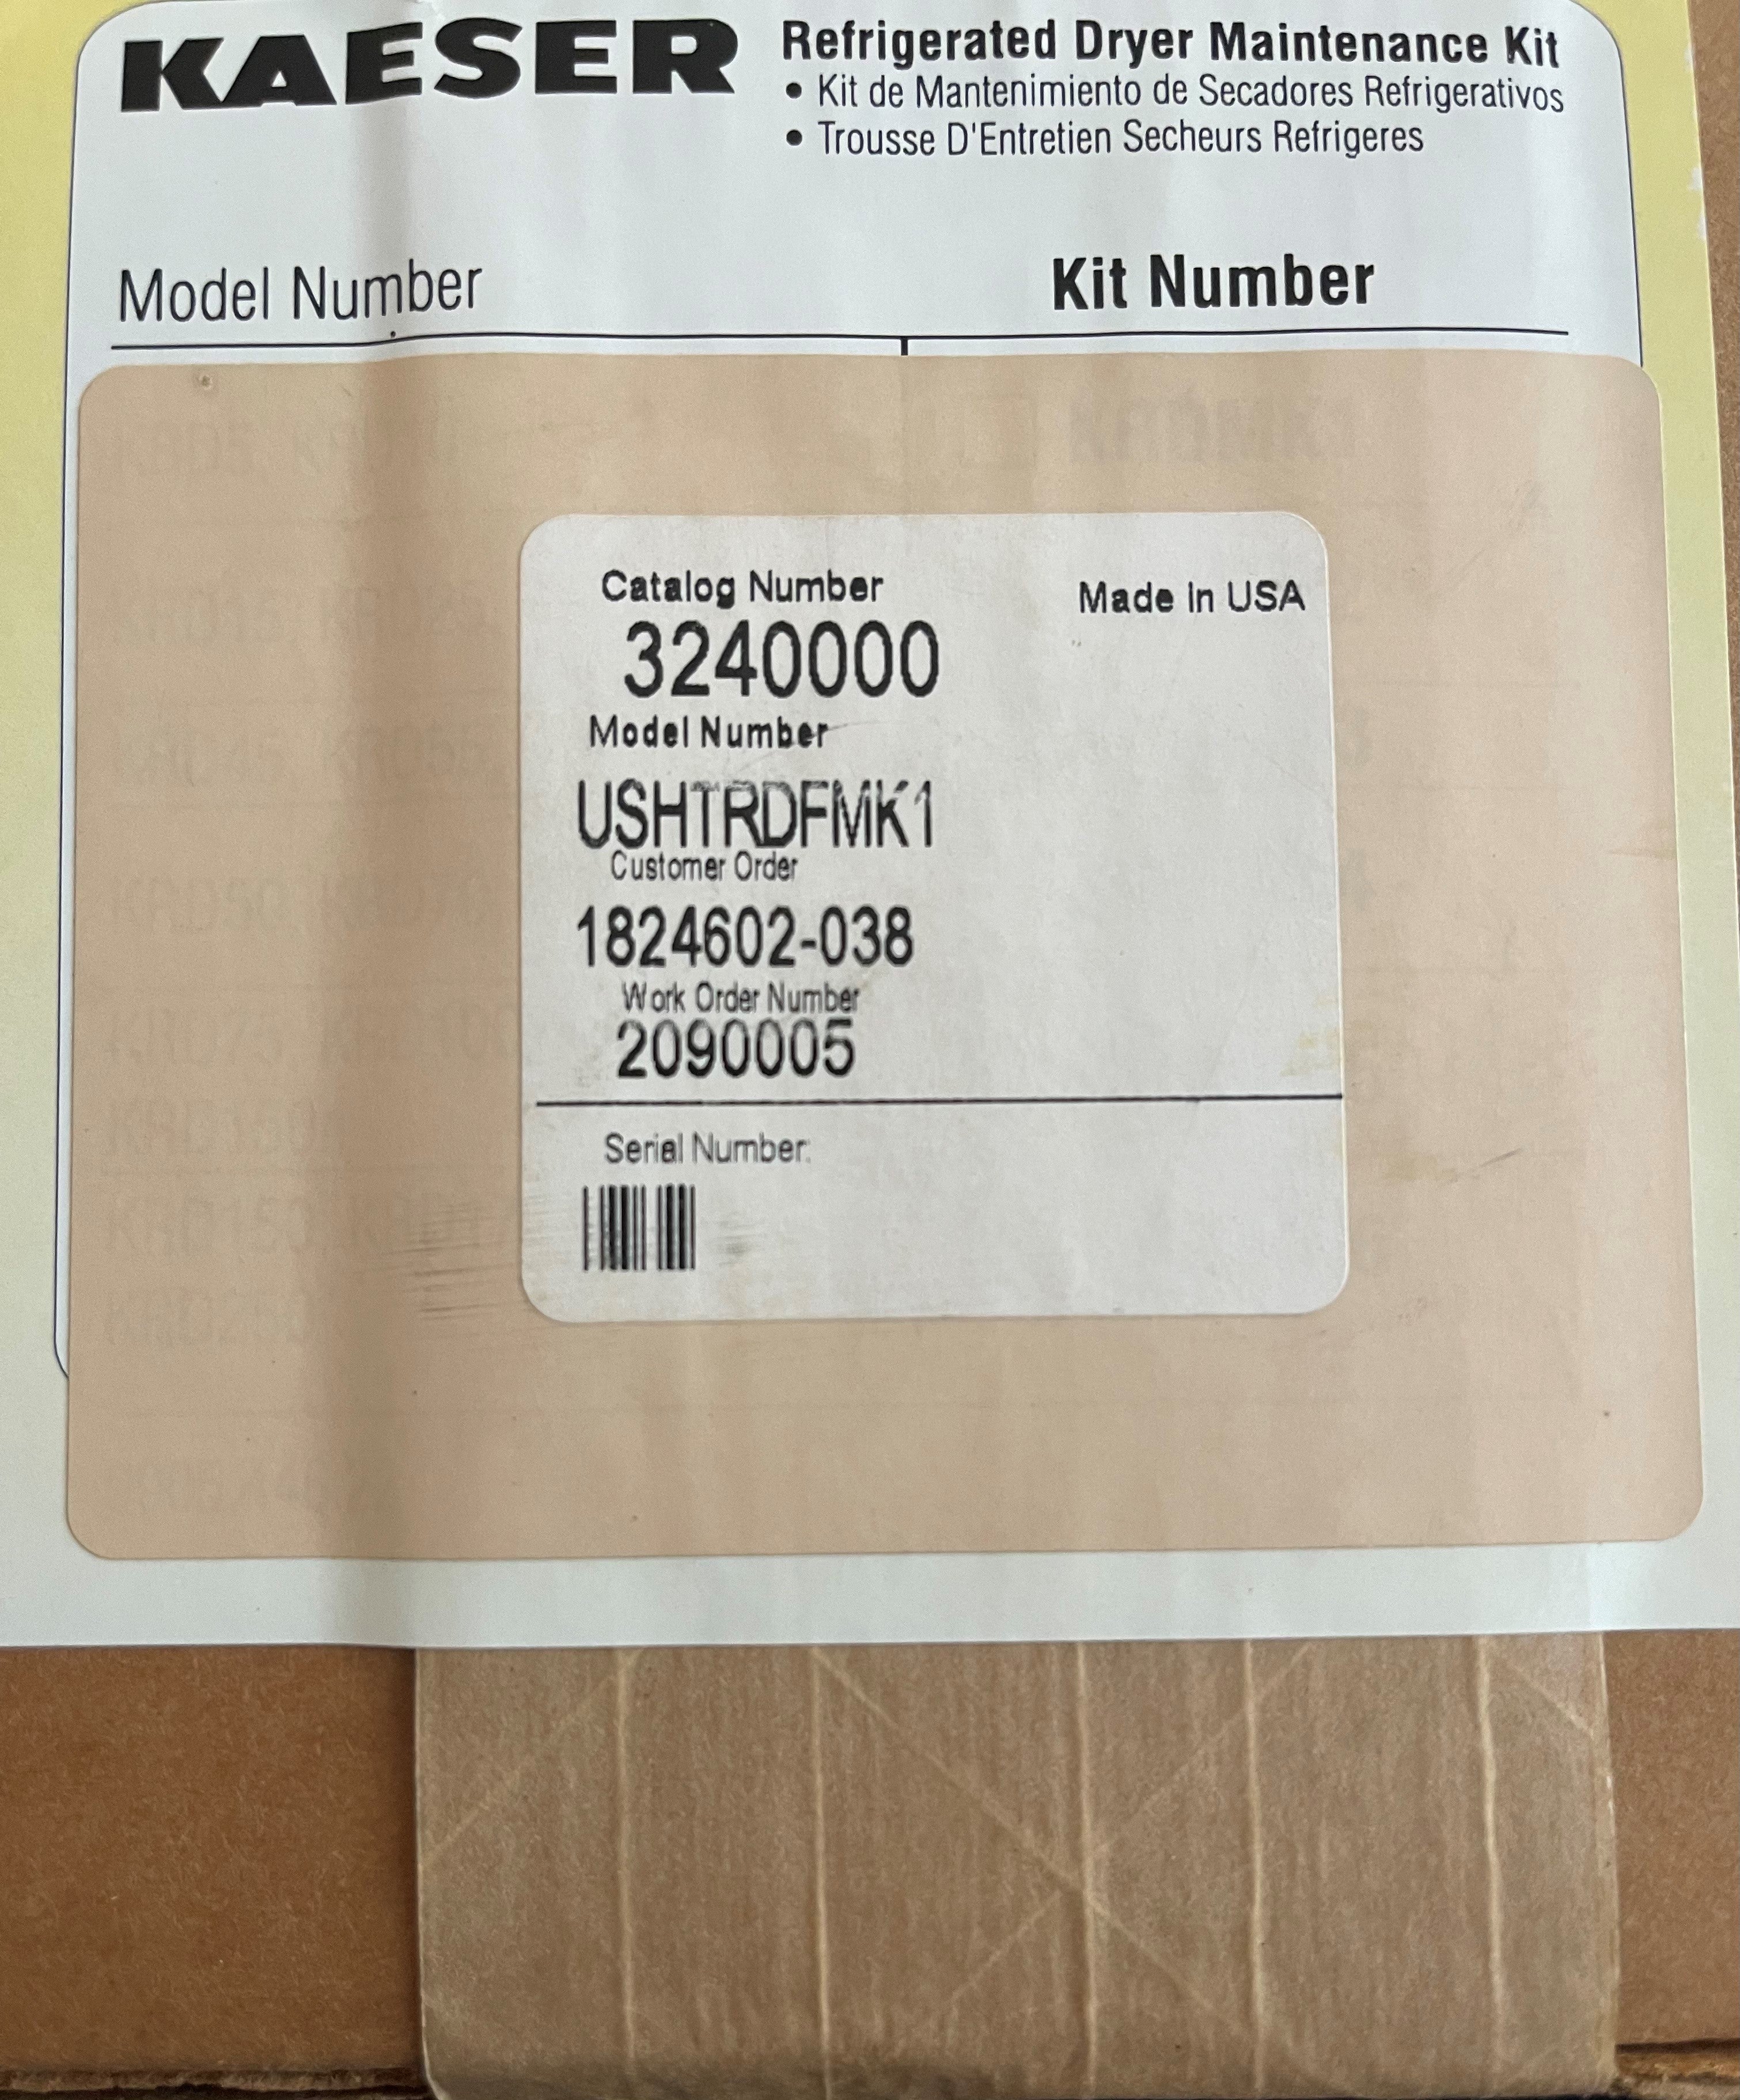 KAESER
Refrigerated Dryer Maintenance Kit
• Kit de Mantenimiento de Secadores Refrigerativos
• Trousse D'Entretien Secheurs Refrigeres
Model Number
Kit Number
Catalog Number
Made in USA
3240000
Model Number
USHTRDFMK1
Customer Order
1824602-038
Work Order Number
2090005
Serial Number: